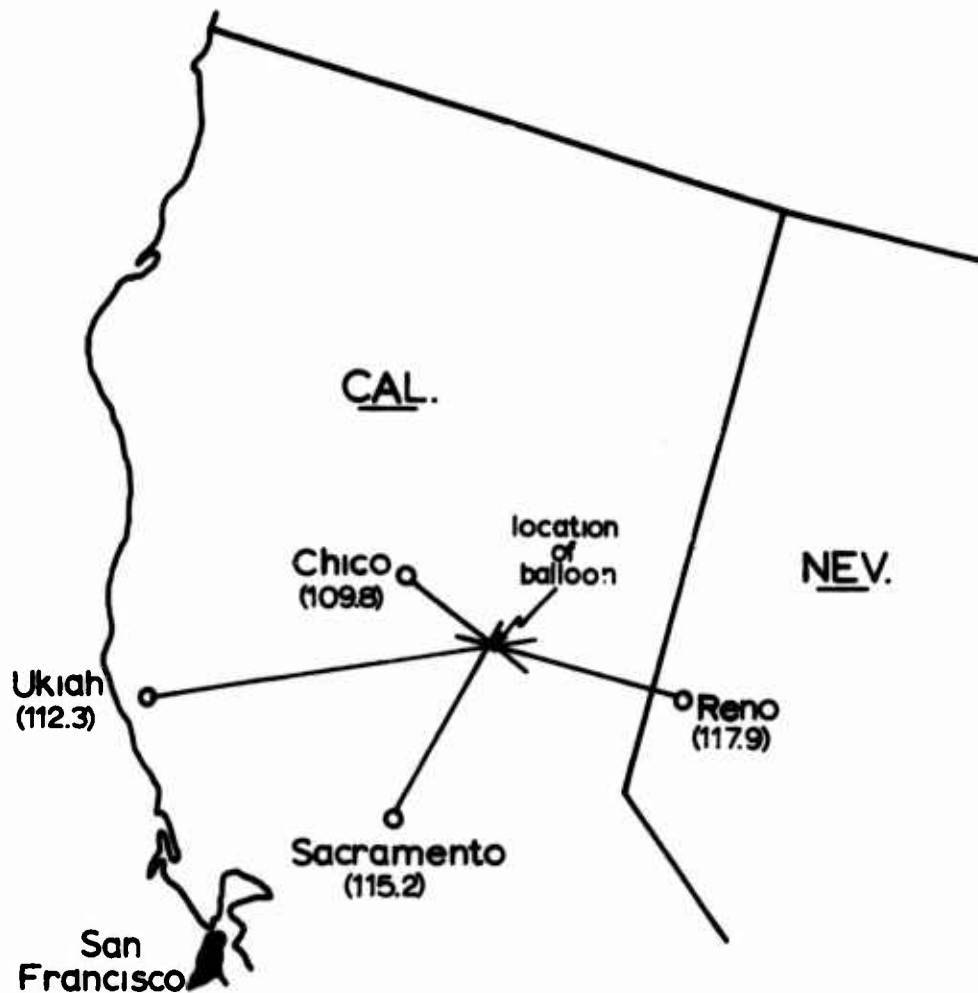 CAL.
location
of
balloon
NEV.
Chico
(109.8)
Ukiah
(112.3)
Reno
(117.9)
Sacramento
(115.2)
San
Francisco